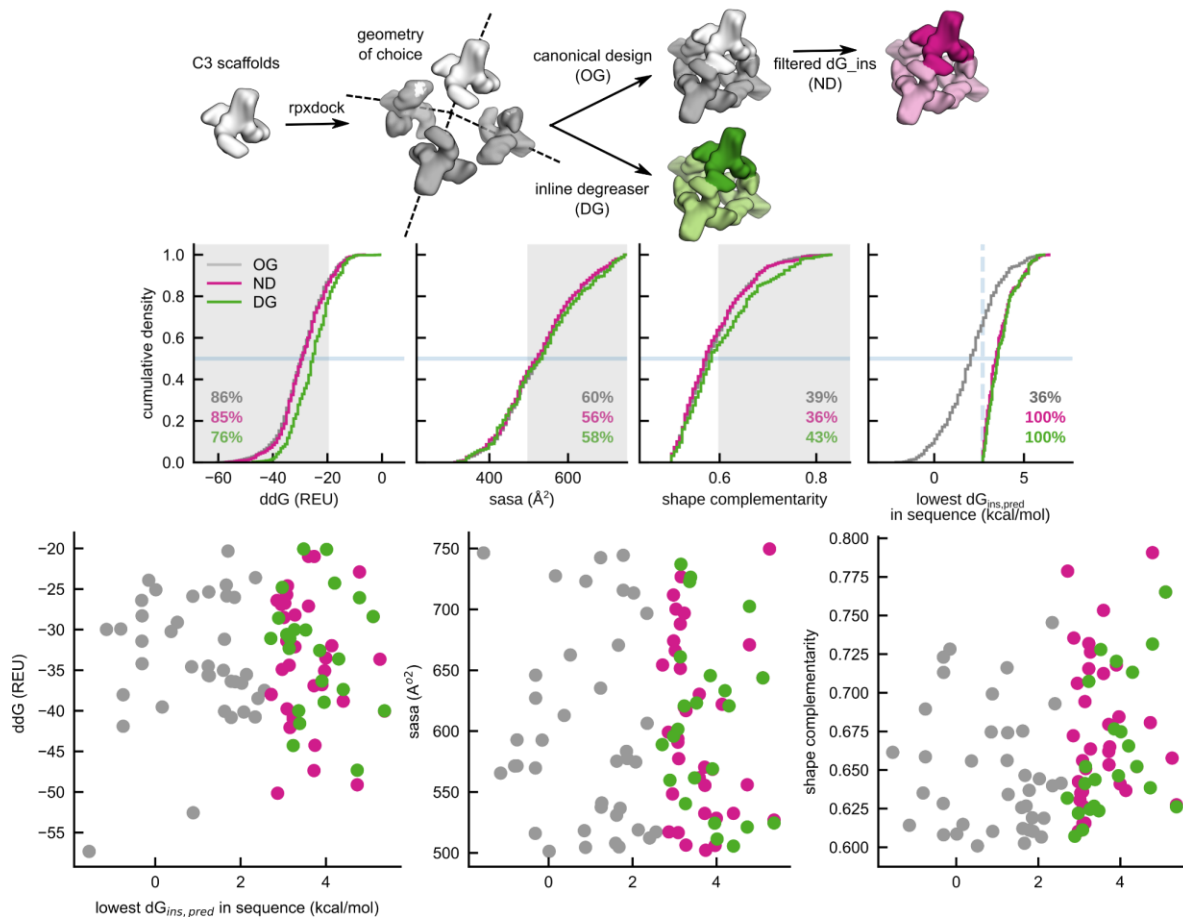 C3 scaffolds
rpxdock
geometry
of choice
canonical design
(OG)
filtered dG_ins
(ND)
inline degreaser
(DG)
cumulative density
1.0
0.8
0.6
0.4
0.2
0.0
OG
ND
DG
86%
85%
76%
−60
−40
−20
0
ddG (REU)
60%
56%
58%
400
600
sasa (Å²)
39%
36%
43%
0.6
0.8
shape complementarity
36%
100%
100%
0
5
lowest dG_ins,pred
in sequence (kcal/mol)
ddG (REU)
−20
−25
−30
−35
−40
−45
−50
−55
0
2
4
lowest dG_ins, pred in sequence (kcal/mol)
sasa (A^o2)
750
700
650
600
550
500
0
2
4
shape complementarity
0.800
0.775
0.750
0.725
0.700
0.675
0.650
0.625
0.600
0
2
4